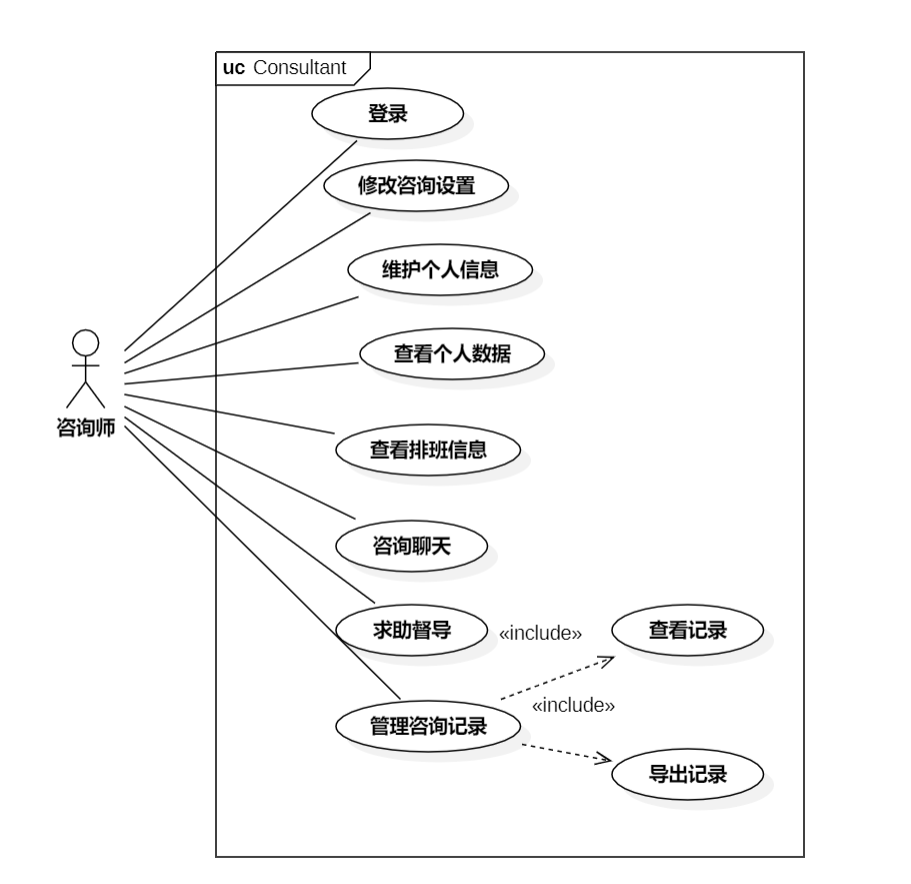 uc Consultant
登录
修改咨询设置
维护个人信息
查看个人数据
咨询师
查看排班信息
咨询聊天
求助督导
«include»
查看记录
«include»
管理咨询记录
导出记录